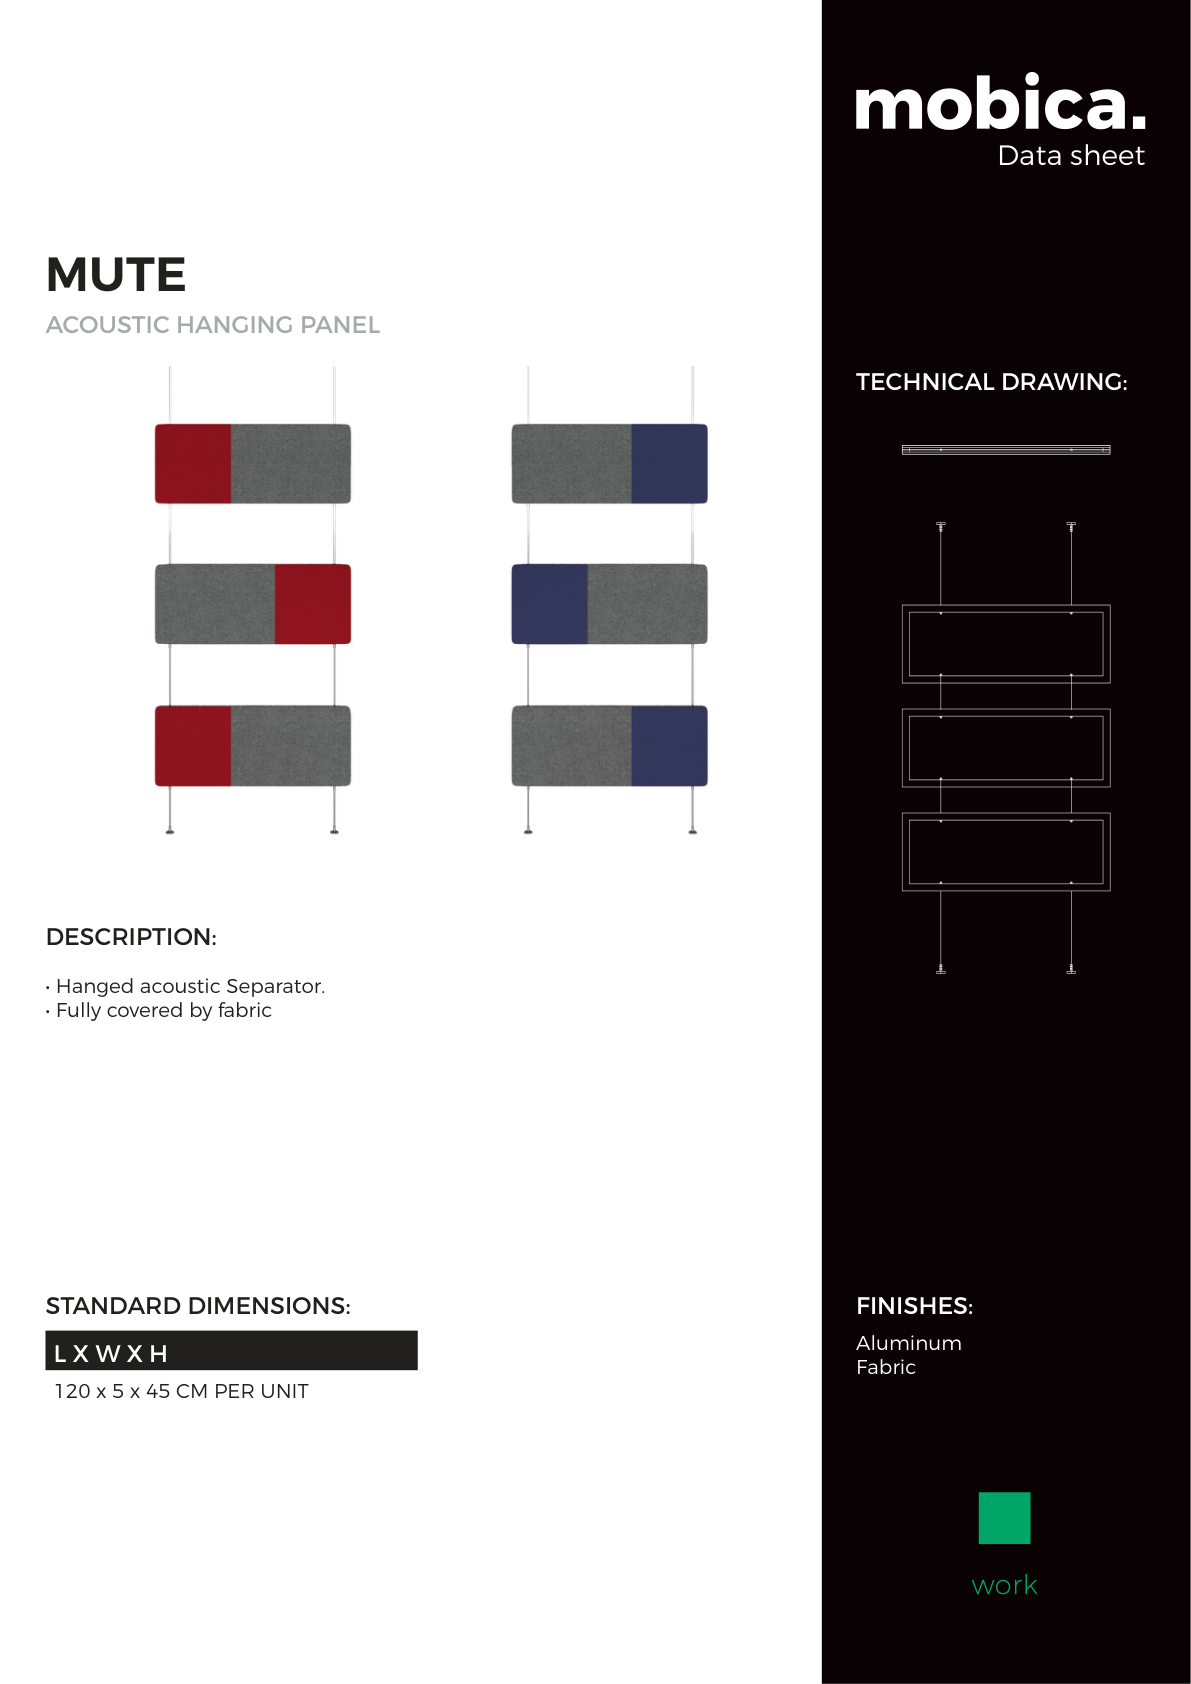 mobica.
Data sheet
MUTE
ACOUSTIC HANGING PANEL
TECHNICAL DRAWING:
DESCRIPTION:
• Hanged acoustic Separator.
• Fully covered by fabric
STANDARD DIMENSIONS:
L X W X H
120 x 5 x 45 CM PER UNIT
FINISHES:
Aluminum
Fabric
work